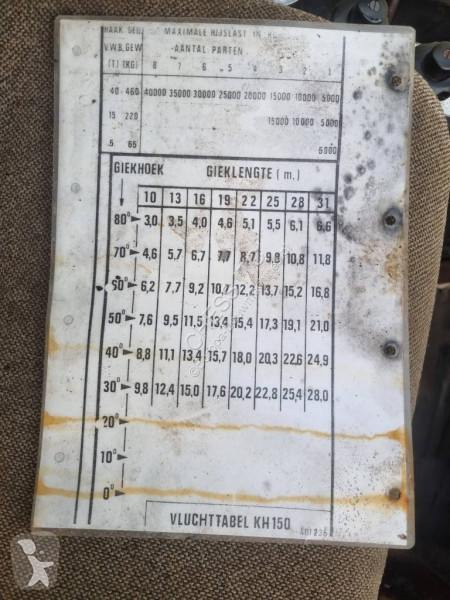 HAAK GEG. MAXIMALE HIJSLAST IN
V.W.B. GEW AANTAL PARTEN
(T) (KG) 8 7 6 5 4 3 2 1
40 460 40000 35000 30000 25000 20000 15000 10000 5000
15 220 15000 10000 5000
.5 65 5000
GIEKHOEK GIEKLENGTE (m.)
10 13 16 19 22 25 28 31
80° 3,0 3,5 4,0 4,6 5,1 5,5 6,1 6,6
70° 4,6 5,7 6,7 7,7 8,7 9,8 10,8 11,8
60° 6,2 7,7 9,2 10,7 12,2 13,7 15,2 16,8
50° 7,6 9,5 11,5 13,4 15,4 17,3 19,1 21,0
40° 8,8 11,1 13,4 15,7 18,0 20,3 22,6 24,9
30° 9,8 12,4 15,0 17,6 20,2 22,8 25,4 28,0
20°
10°
0°
VLUCHTTABEL KH150